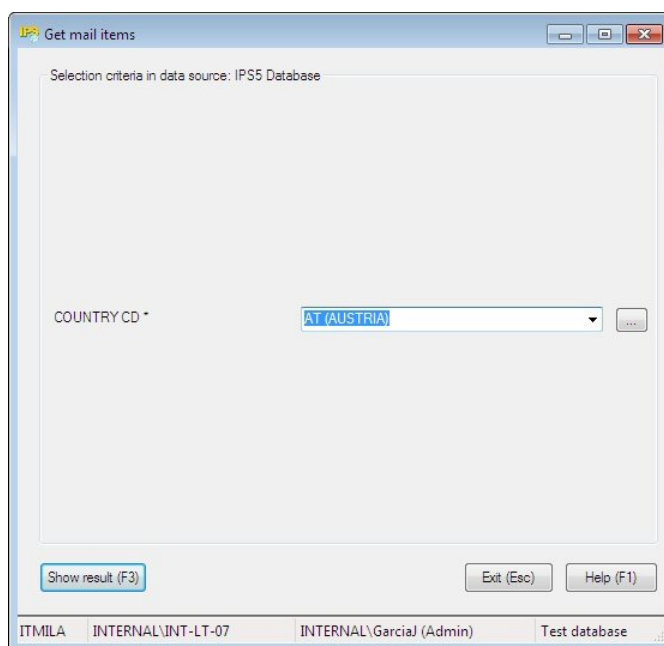 IPS Get mail items
Selection criteria in data source: IPS5 Database
COUNTRY CD * AT (AUSTRIA) ...
Show result (F3) Exit (Esc) Help (F1)
ITMILA INTERNAL\INT-LT-07 INTERNAL\GarciaJ (Admin) Test database